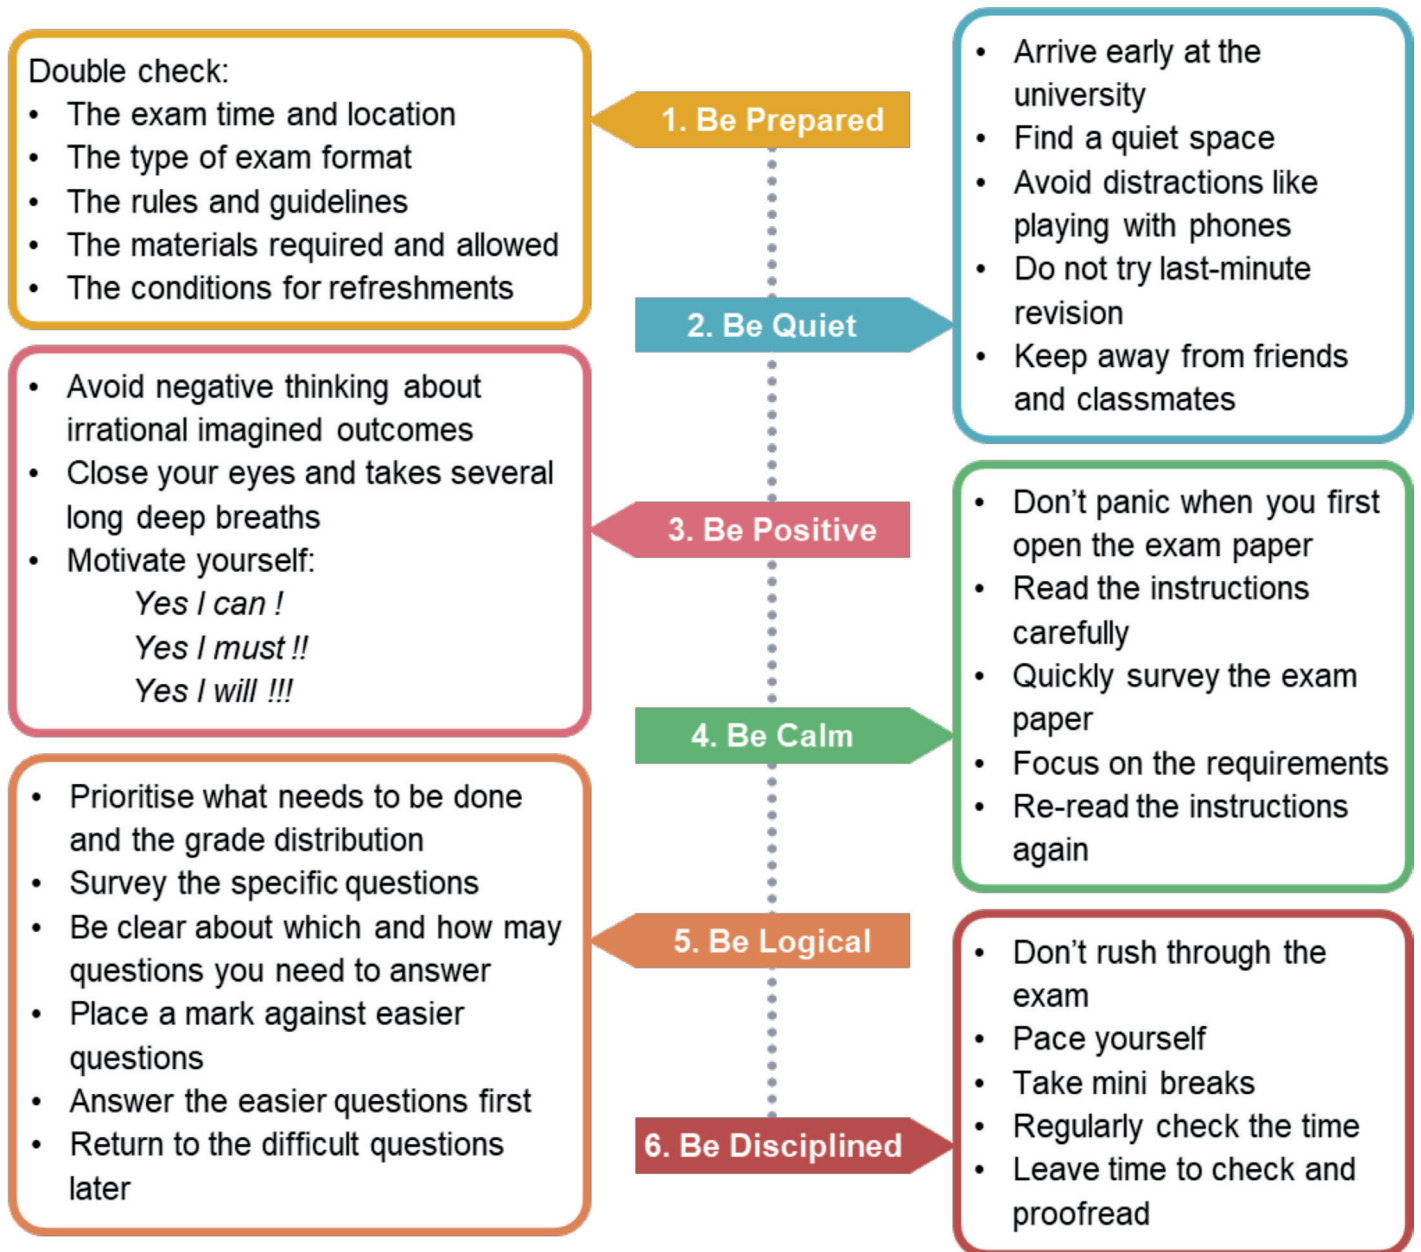 1. Be Prepared
Double check:
• The exam time and location
• The type of exam format
• The rules and guidelines
• The materials required and allowed
• The conditions for refreshments
2. Be Quiet
• Arrive early at the
university
• Find a quiet space
• Avoid distractions like
playing with phones
• Do not try last-minute
revision
• Keep away from friends
and classmates
3. Be Positive
• Avoid negative thinking about
irrational imagined outcomes
• Close your eyes and takes several
long deep breaths
• Motivate yourself:
Yes I can !
Yes I must !!
Yes I will !!!
4. Be Calm
• Don't panic when you first
open the exam paper
• Read the instructions
carefully
• Quickly survey the exam
paper
• Focus on the requirements
• Re-read the instructions
again
5. Be Logical
• Prioritise what needs to be done
and the grade distribution
• Survey the specific questions
• Be clear about which and how may
questions you need to answer
• Place a mark against easier
questions
• Answer the easier questions first
• Return to the difficult questions
later
6. Be Disciplined
• Don't rush through the
exam
• Pace yourself
• Take mini breaks
• Regularly check the time
• Leave time to check and
proofread